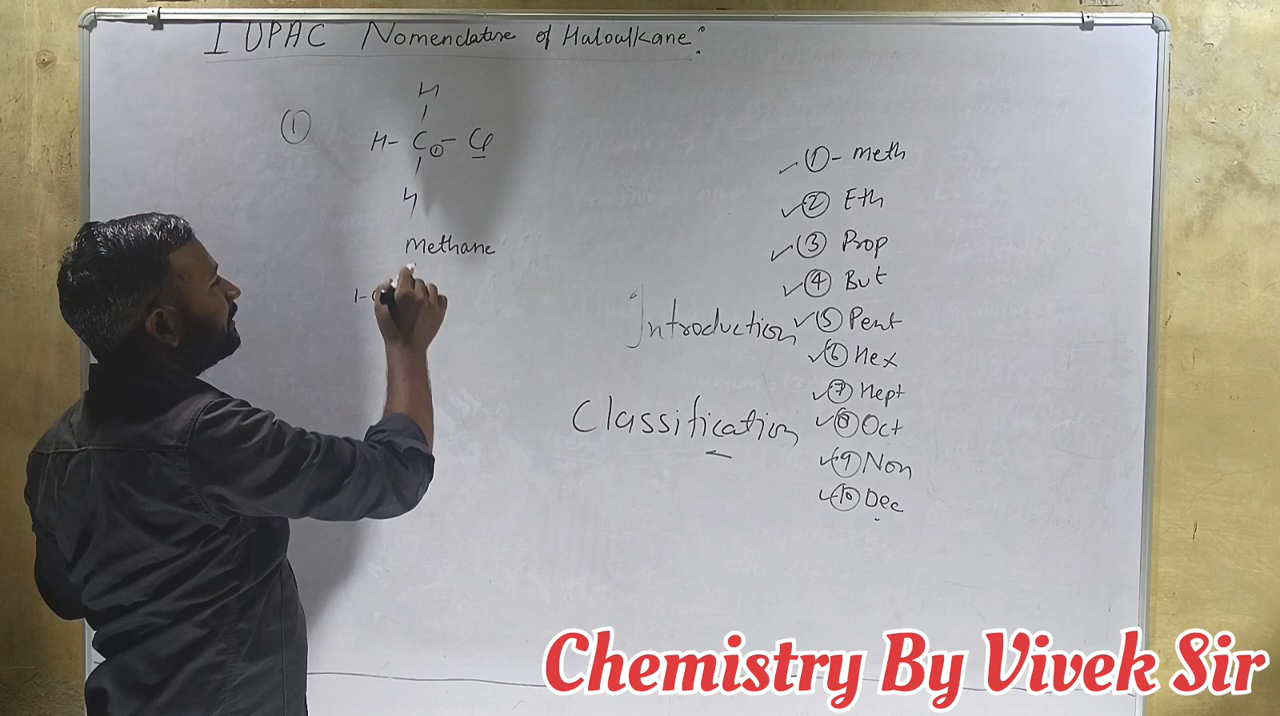 IUPAC Nomenclature of Haloalkane:
①
H
H- C① - Cl
H
Methane
1-C
Introduction
Classification
①- meth
② Eth
③ Prop
④ But
⑤ Pent
⑥ Hex
⑦ Hept
⑧ Oct
⑨ Non
⑩ Dec
Chemistry By Vivek Sir